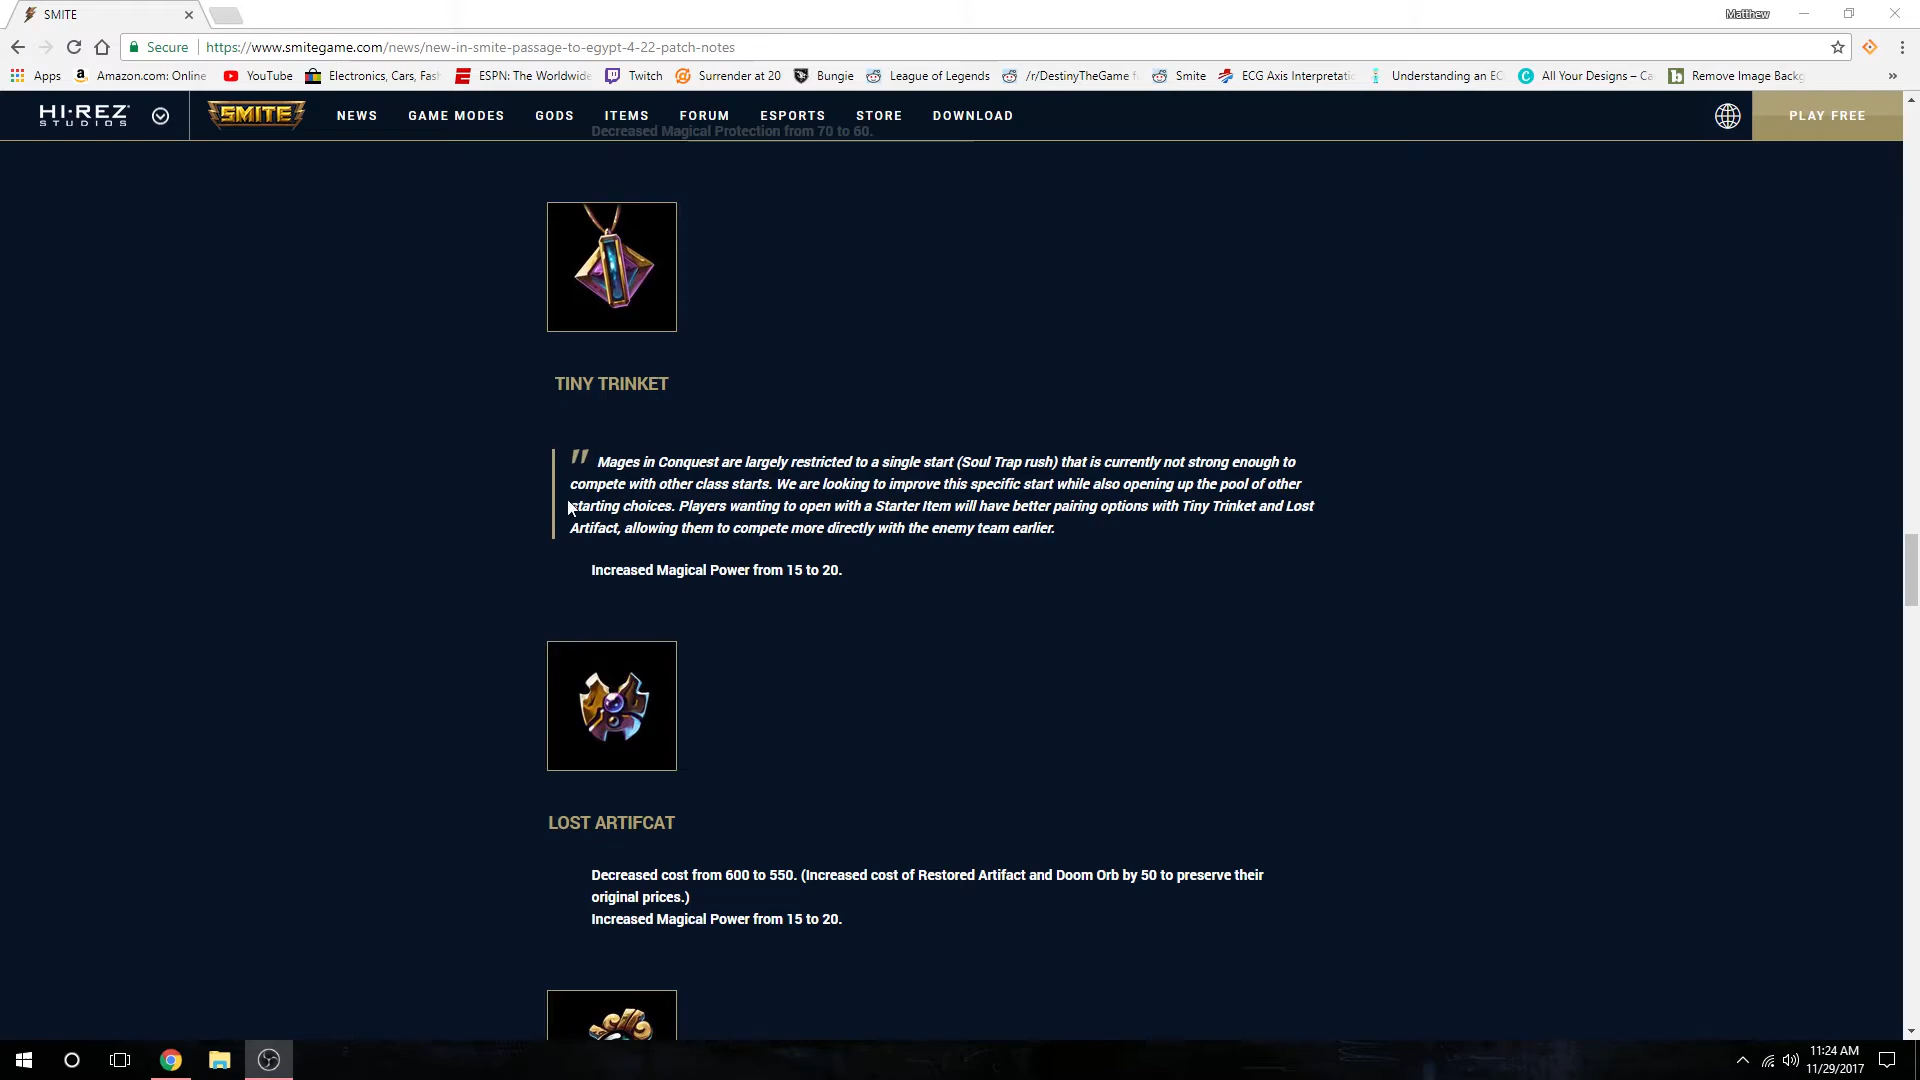 SMITE
Matthew
Secure https://www.smitegame.com/news/new-in-smite-passage-to-egypt-4-22-patch-notes
Apps Amazon.com: Online YouTube Electronics, Cars, Fash ESPN: The Worldwide Twitch Surrender at 20 Bungie League of Legends /r/DestinyTheGame Smite ECG Axis Interpretati Understanding an EC All Your Designs – Ca Remove Image Backg »
HI-REZ STUDIOS SMITE NEWS GAME MODES GODS ITEMS FORUM ESPORTS STORE DOWNLOAD PLAY FREE
Decreased Magical Protection from 70 to 60.
TINY TRINKET
" Mages in Conquest are largely restricted to a single start (Soul Trap rush) that is currently not strong enough to
compete with other class starts. We are looking to improve this specific start while also opening up the pool of other
starting choices. Players wanting to open with a Starter Item will have better pairing options with Tiny Trinket and Lost
Artifact, allowing them to compete more directly with the enemy team earlier.
Increased Magical Power from 15 to 20.
LOST ARTIFCAT
Decreased cost from 600 to 550. (Increased cost of Restored Artifact and Doom Orb by 50 to preserve their
original prices.)
Increased Magical Power from 15 to 20.
11:24 AM
11/29/2017